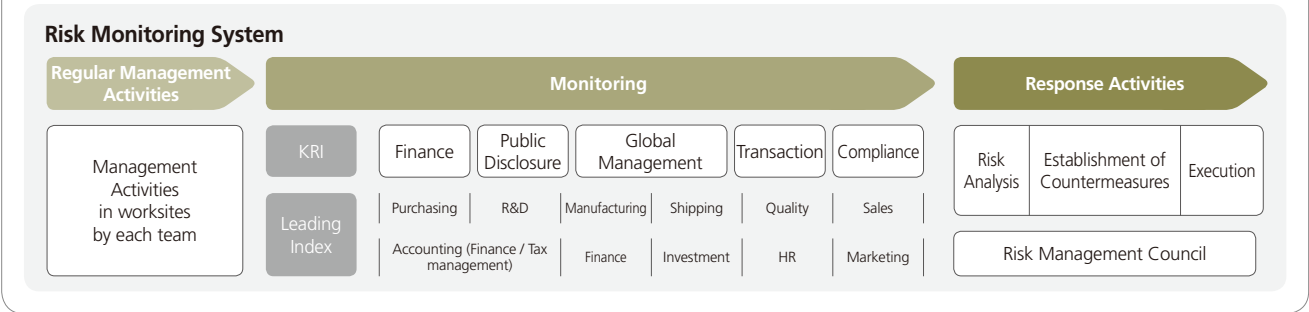 Risk Monitoring System
Regular Management
Activities
Monitoring
Response Activities
Management
Activities
in worksites
by each team
KRI
Finance
Public
Disclosure
Global
Management
Transaction
Compliance
Leading
Index
Purchasing
R&D
Manufacturing
Shipping
Quality
Sales
Accounting (Finance / Tax
management)
Finance
Investment
HR
Marketing
Risk
Analysis
Establishment of
Countermeasures
Execution
Risk Management Council